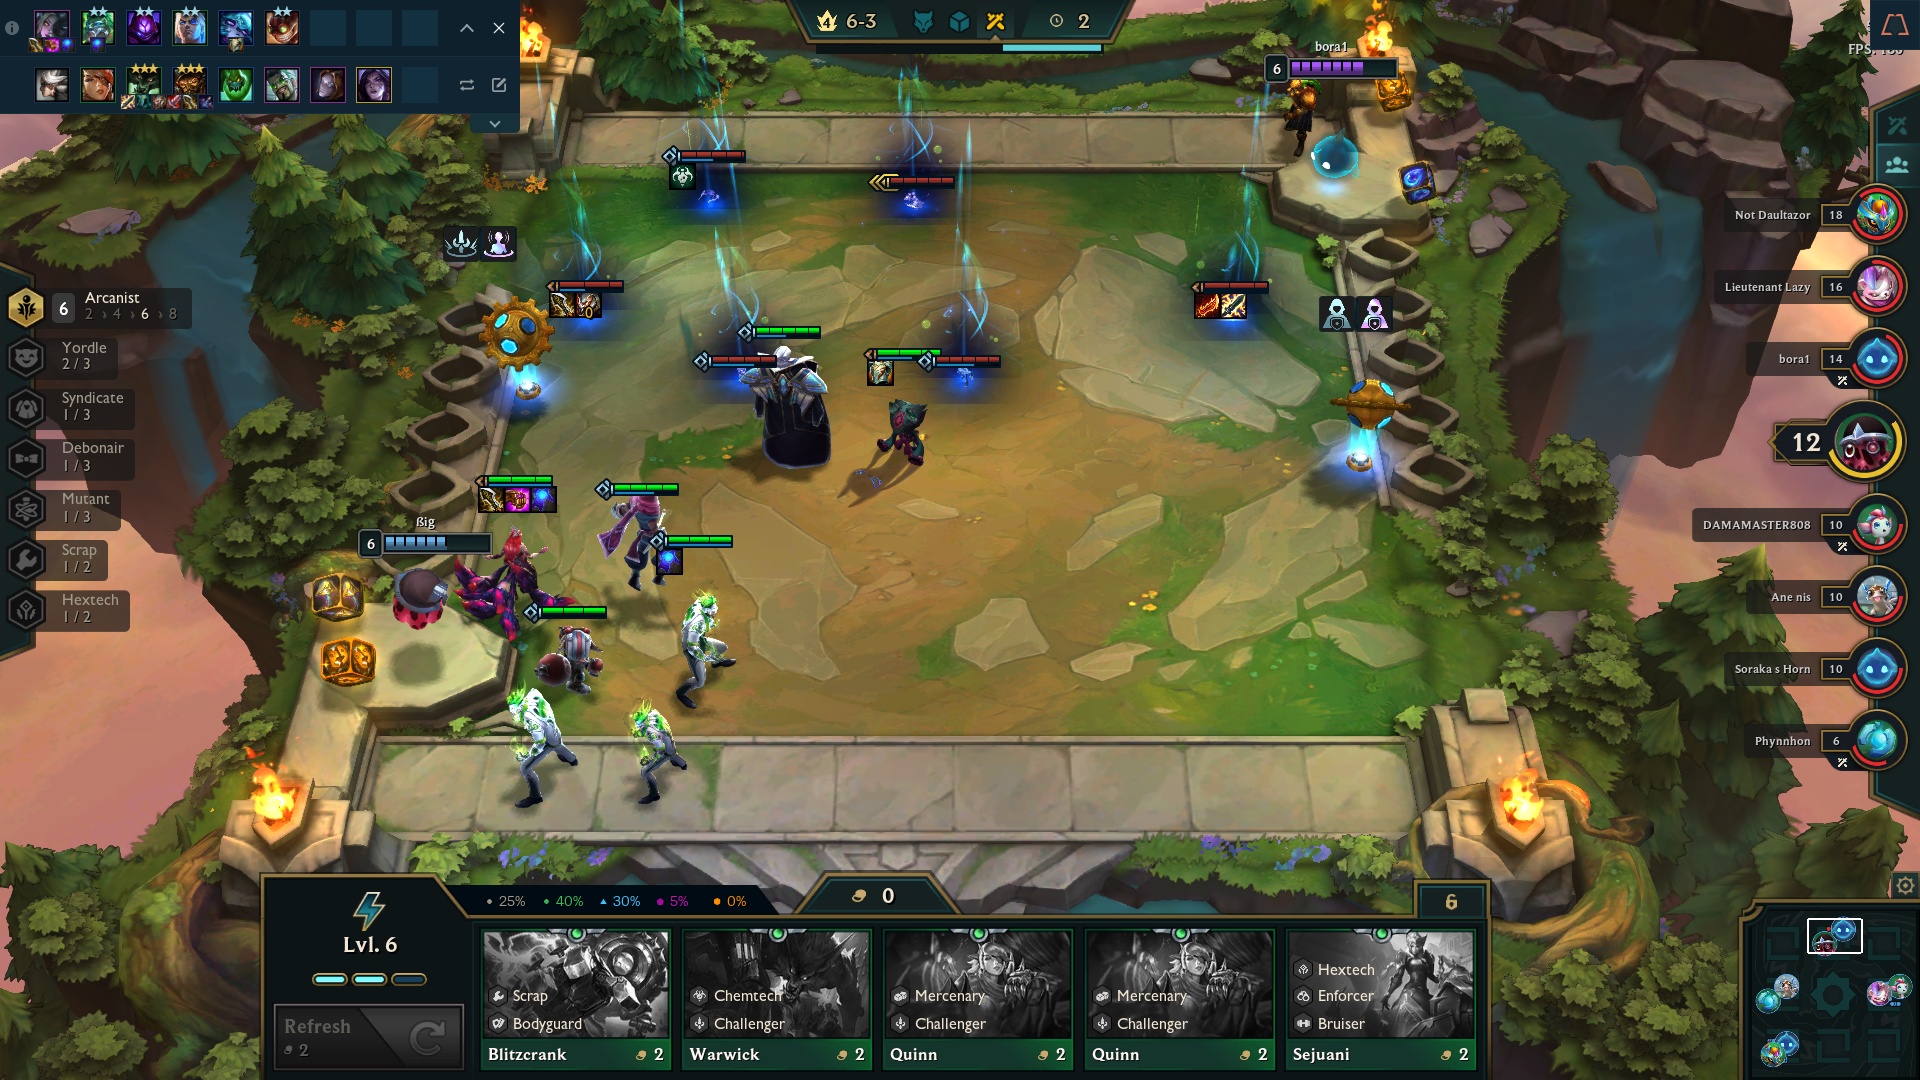 4 6-3 2
bora1
6
FPS:
Not Daultazor 18
Lieutenant Lazy 16
bora1 14
12
DAMAMASTER808 10
Ane nis 10
Soraka s Horn 10
Phynnhon 6
6 Arcanist
2 › 4 › 6 › 8
Yordle
2 / 3
Syndicate
1 / 3
Debonair
1 / 3
Mutant
1 / 3
Scrap
1 / 2
Hextech
1 / 2
0
ßig
6
25% 40% 30% 5% 0%
0
6
Lvl. 6
Refresh
2
Scrap
Bodyguard
Blitzcrank 2
Chemtech
Challenger
Warwick 2
Mercenary
Challenger
Quinn 2
Mercenary
Challenger
Quinn 2
Hextech
Enforcer
Bruiser
Sejuani 2